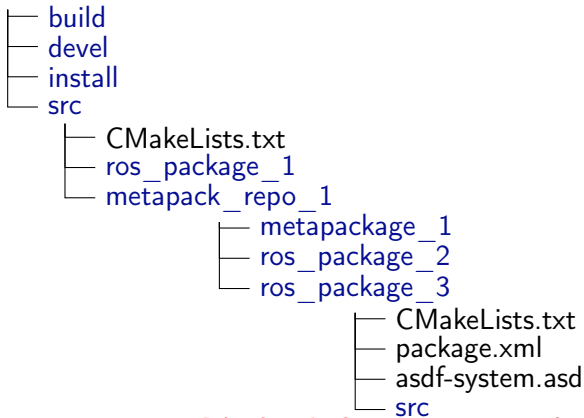 build
devel
install
src
CMakeLists.txt
ros_package_1
metapack_repo_1
metapackage_1
ros_package_2
ros_package_3
CMakeLists.txt
package.xml
asdf-system.asd
src